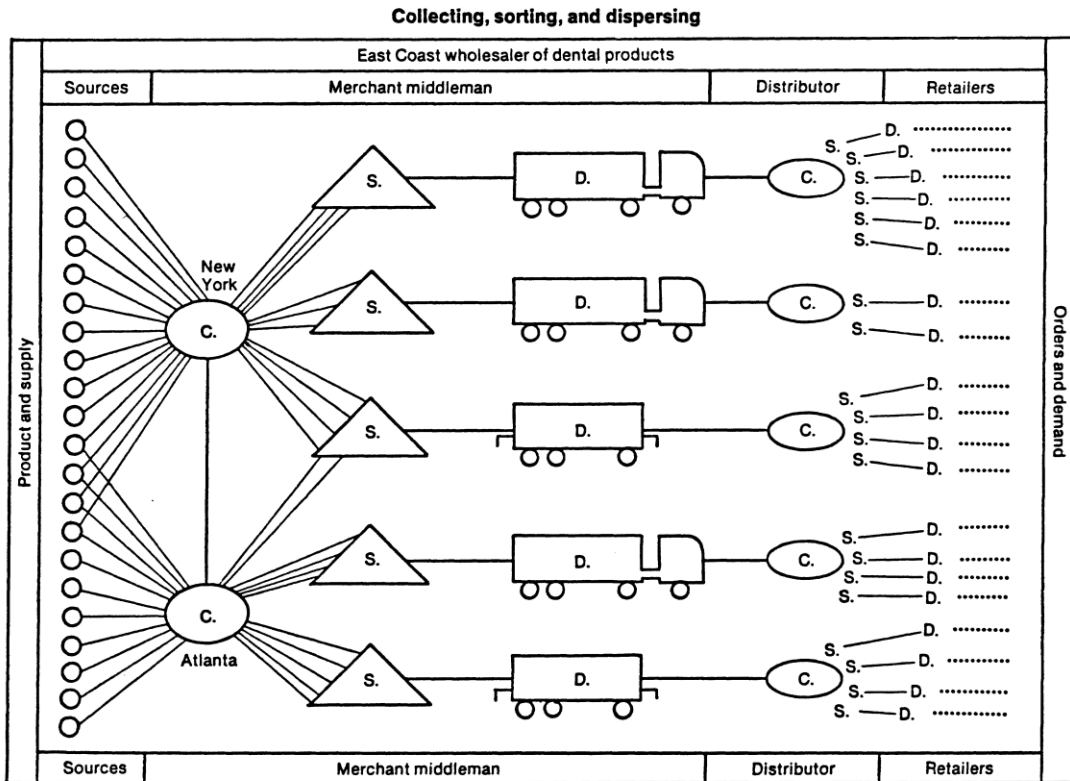 Collecting, sorting, and dispersing
East Coast wholesaler of dental products
Sources Merchant middleman Distributor Retailers
Product and supply
Orders and demand
S. D. C.
S. D.
S. D.
S. D.
S. D.
S. D.
S. D.
New
York
C.
S. D. C.
S. D.
S. D.
S. D. C.
S. D.
S. D.
S. D.
S. D.
S. D. C.
S. D.
S. D.
S. D.
S. D.
C.
Atlanta
S. D. C.
S. D.
S. D.
S. D.
S. D.
Sources Merchant middleman Distributor Retailers